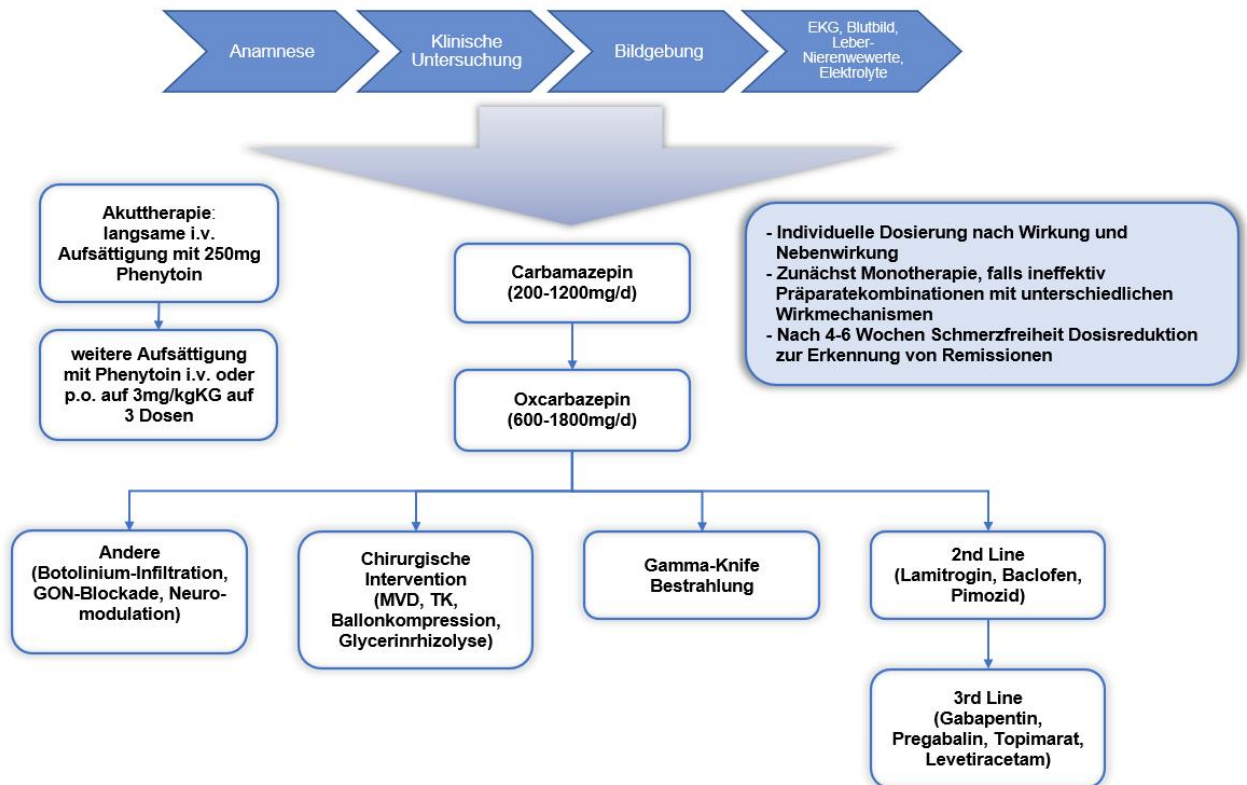 Anamnese
Klinische
Untersuchung
Bildgebung
EKG, Blutbild,
Leber-
Nierenwewerte,
Elektrolyte
Akuttherapie:
langsame i.v.
Aufsättigung mit 250mg
Phenytoin
weitere Aufsättigung
mit Phenytoin i.v. oder
p.o. auf 3mg/kgKG auf
3 Dosen
Carbamazepin
(200-1200mg/d)
Oxcarbazepin
(600-1800mg/d)
- Individuelle Dosierung nach Wirkung und
Nebenwirkung
- Zunächst Monotherapie, falls ineffektiv
Präparatekombinationen mit unterschiedlichen
Wirkmechanismen
- Nach 4-6 Wochen Schmerzfreiheit Dosisreduktion
zur Erkennung von Remissionen
Andere
(Botolinium-Infiltration,
GON-Blockade, Neuro-
modulation)
Chirurgische
Intervention
(MVD, TK,
Ballonkompression,
Glycerinrhizolyse)
Gamma-Knife
Bestrahlung
2nd Line
(Lamitrogin, Baclofen,
Pimozid)
3rd Line
(Gabapentin,
Pregabalin, Topimarat,
Levetiracetam)